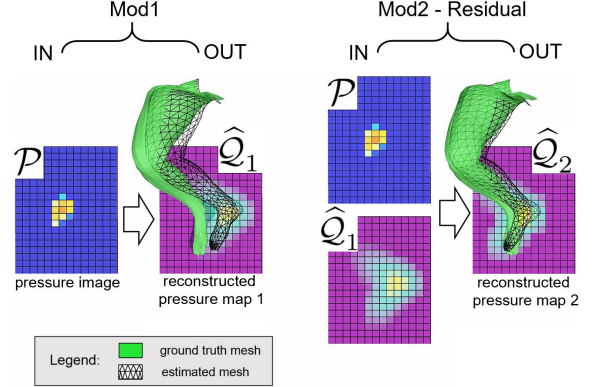 Mod1
IN OUT
P
Q̂₁
pressure image
reconstructed
pressure map 1
Mod2 - Residual
IN OUT
P
Q̂₁
Q̂₂
reconstructed
pressure map 2
Legend:
ground truth mesh
estimated mesh